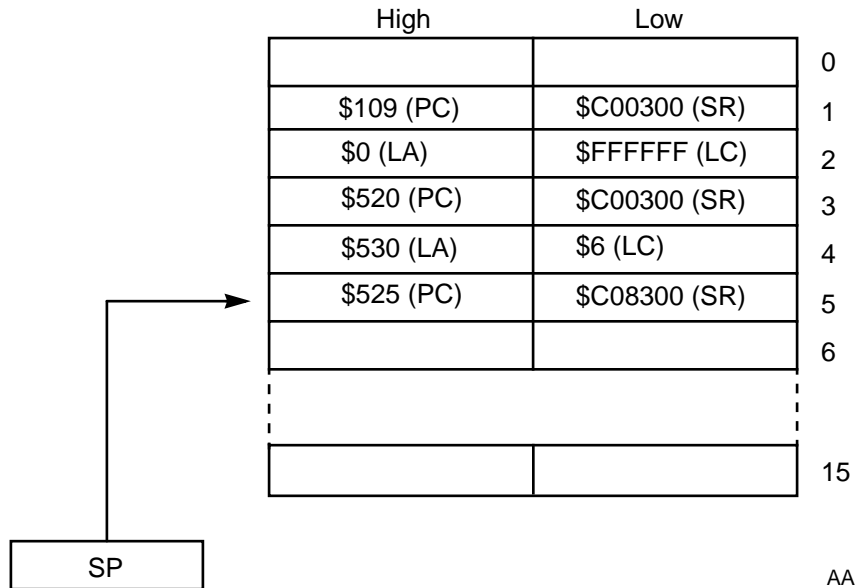 High Low
0
$109 (PC) $C00300 (SR) 1
$0 (LA) $FFFFFF (LC) 2
$520 (PC) $C00300 (SR) 3
$530 (LA) $6 (LC) 4
$525 (PC) $C08300 (SR) 5
6
15
SP
AA